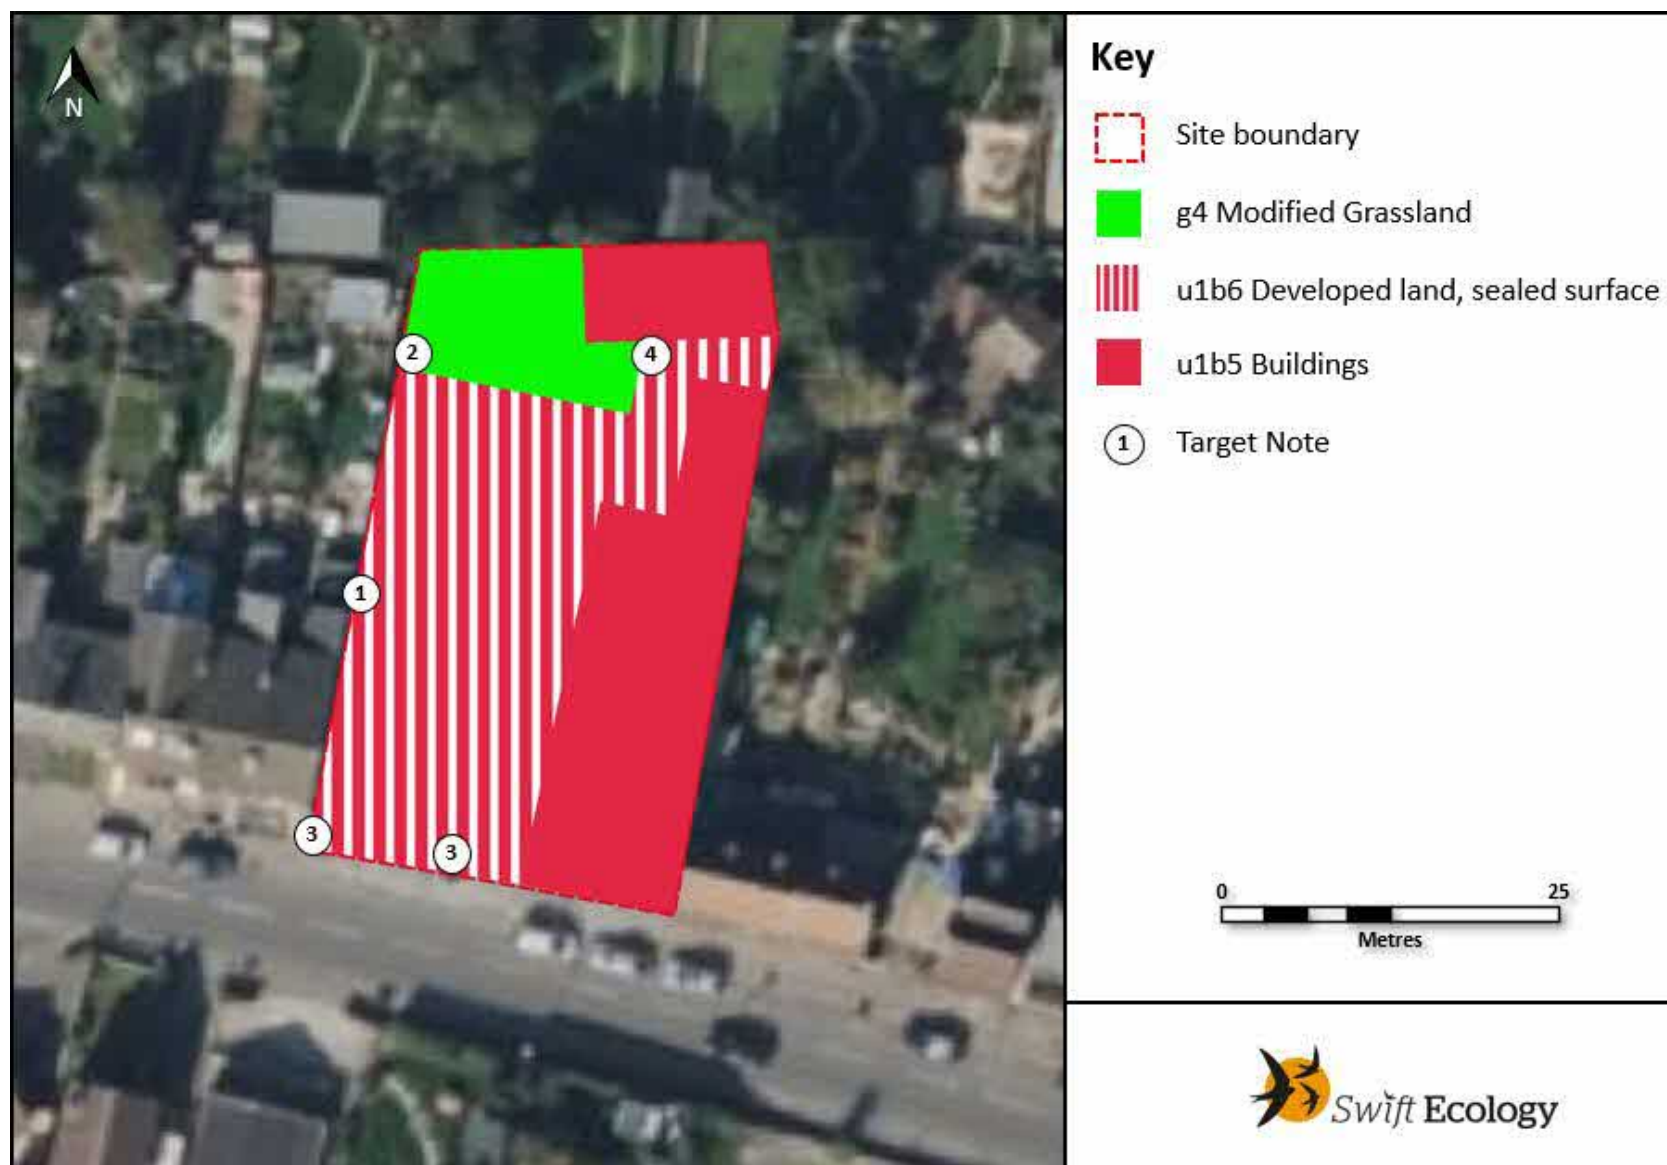 N
2
4
1
3
3
Key
Site boundary
g4 Modified Grassland
u1b6 Developed land, sealed surface
u1b5 Buildings
1 Target Note
0 25
Metres
Swift Ecology